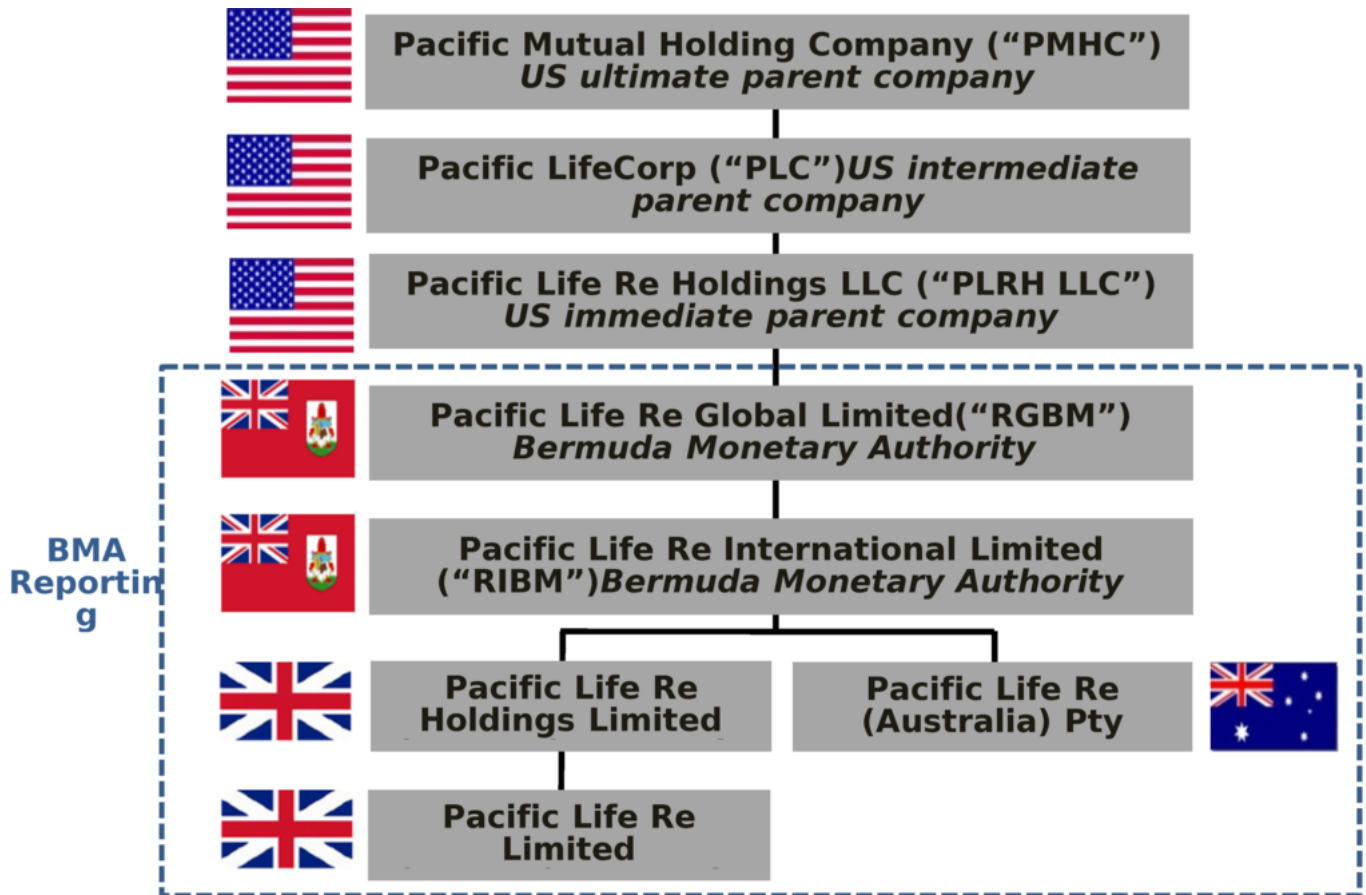 Pacific Mutual Holding Company (“PMHC”)
US ultimate parent company
Pacific LifeCorp (“PLC”)US intermediate
parent company
Pacific Life Re Holdings LLC (“PLRH LLC”)
US immediate parent company
Pacific Life Re Global Limited(“RGBM”)
Bermuda Monetary Authority
BMA
Reportin
g
Pacific Life Re International Limited
(“RIBM”)Bermuda Monetary Authority
Pacific Life Re
Holdings Limited
Pacific Life Re
(Australia) Pty
Pacific Life Re
Limited